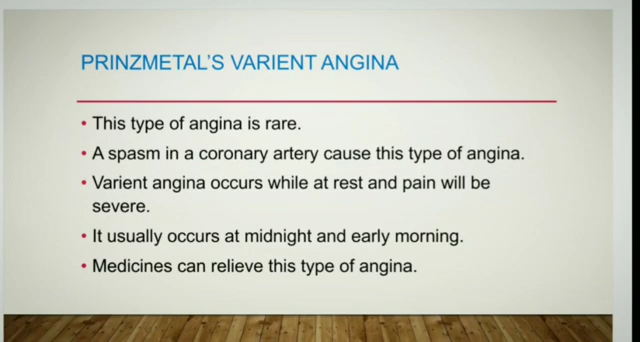 PRINZMETAL'S VARIENT ANGINA
• This type of angina is rare.
• A spasm in a coronary artery cause this type of angina.
• Varient angina occurs while at rest and pain will be
severe.
• It usually occurs at midnight and early morning.
• Medicines can relieve this type of angina.